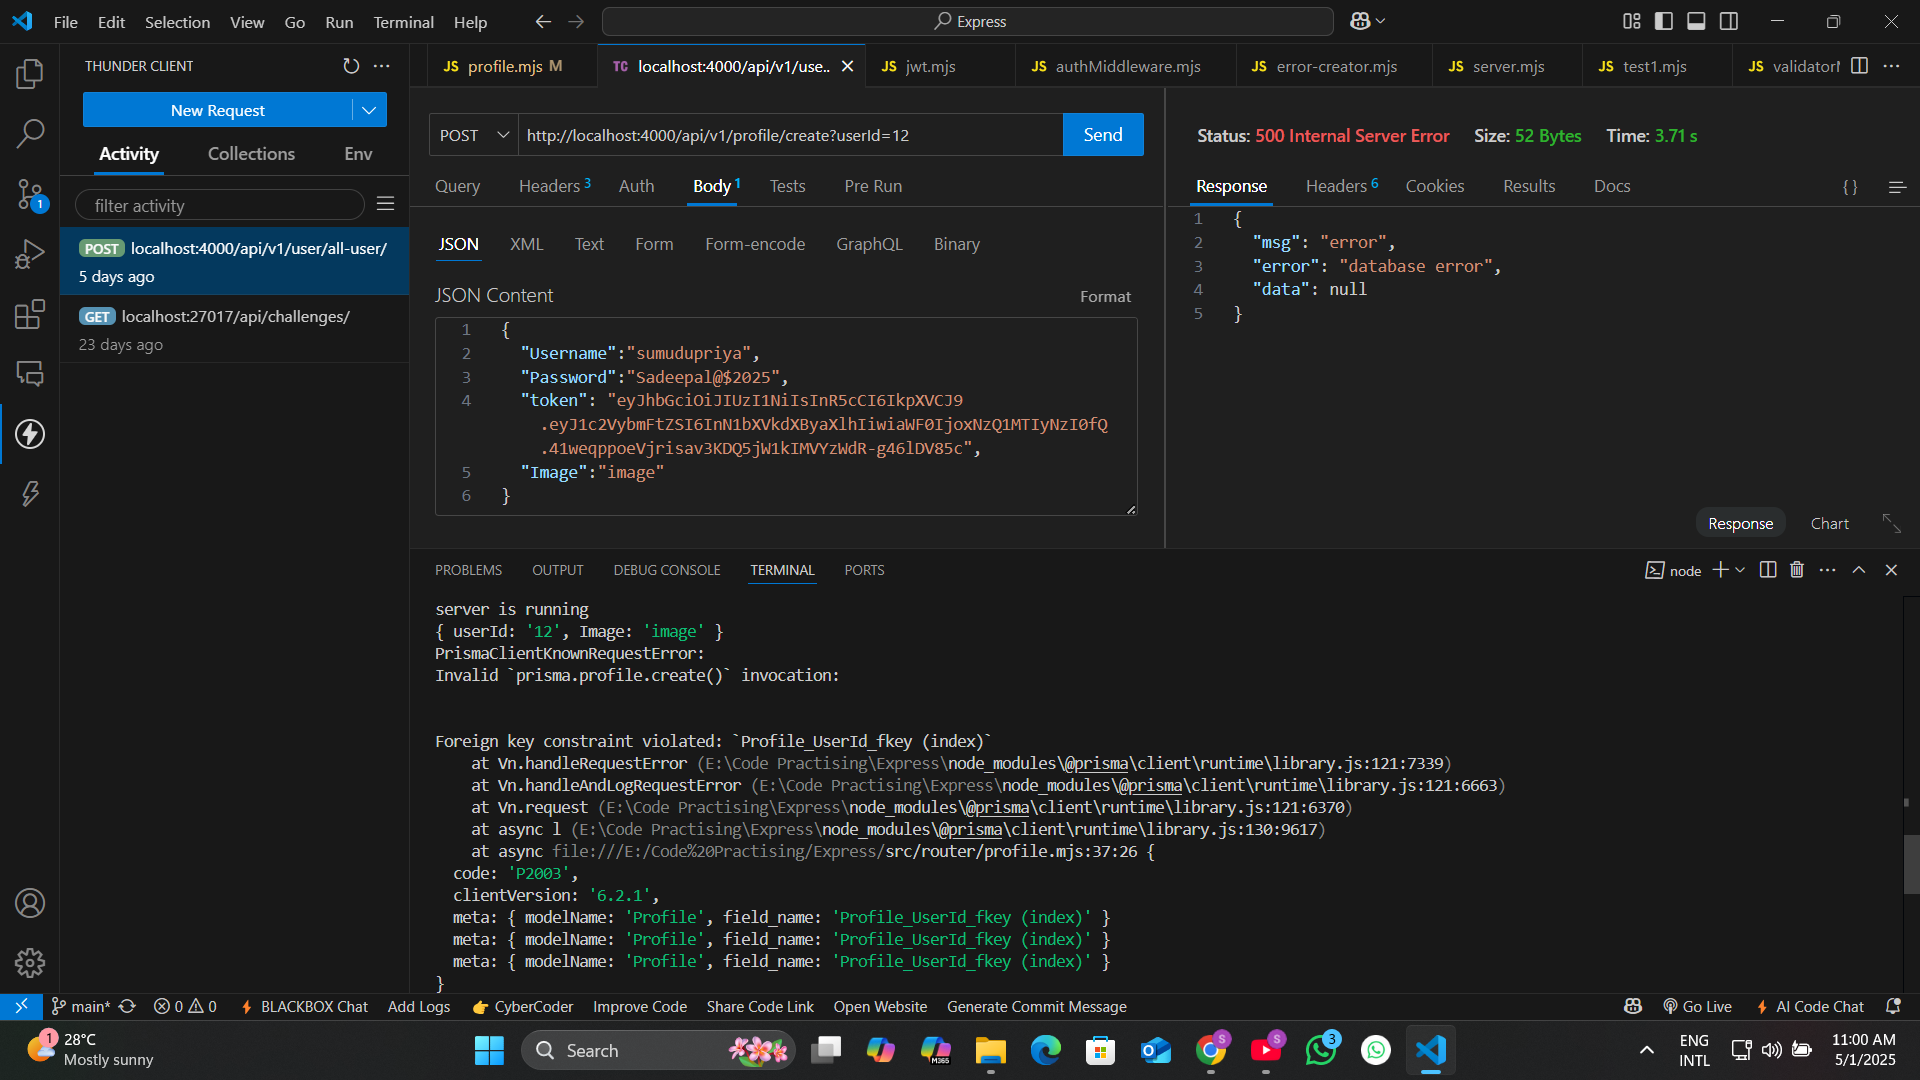 File Edit Selection View Go Run Terminal Help
Express
THUNDER CLIENT
New Request
Activity Collections Env
filter activity
POST localhost:4000/api/v1/user/all-user/
5 days ago
GET localhost:27017/api/challenges/
23 days ago
1
JS profile.mjs M
TC localhost:4000/api/v1/use..
JS jwt.mjs
JS authMiddleware.mjs
JS error-creator.mjs
JS server.mjs
JS test1.mjs
JS validator
POST http://localhost:4000/api/v1/profile/create?userId=12 Send
Query Headers 3 Auth Body 1 Tests Pre Run
JSON XML Text Form Form-encode GraphQL Binary
JSON Content Format
1 {
2 "Username":"sumudupriya",
3 "Password":"Sadeepal@$2025",
4 "token": "eyJhbGciOiJIUzI1NiIsInR5cCI6IkpXVCJ9
.eyJ1c2VybmFtZSI6InN1bXVkdXByaXlhIiwiaWF0IjoxNzQ1MTIyNzI0fQ
.41weqppoeVjrisav3KDQ5jW1kIMVYzWdR-g46lDV85c",
5 "Image":"image"
6 }
Status: 500 Internal Server Error Size: 52 Bytes Time: 3.71 s
Response Headers 6 Cookies Results Docs {}
1 {
2 "msg": "error",
3 "error": "database error",
4 "data": null
5 }
Response Chart
PROBLEMS OUTPUT DEBUG CONSOLE TERMINAL PORTS
node
server is running
{ userId: '12', Image: 'image' }
PrismaClientKnownRequestError:
Invalid `prisma.profile.create()` invocation:
Foreign key constraint violated: `Profile_UserId_fkey (index)`
at Vn.handleRequestError (E:\Code Practising\Express\node_modules\@prisma\client\runtime\library.js:121:7339)
at Vn.handleAndLogRequestError (E:\Code Practising\Express\node_modules\@prisma\client\runtime\library.js:121:6663)
at Vn.request (E:\Code Practising\Express\node_modules\@prisma\client\runtime\library.js:121:6370)
at async l (E:\Code Practising\Express\node_modules\@prisma\client\runtime\library.js:130:9617)
at async file:///E:/Code%20Practising/Express/src/router/profile.mjs:37:26 {
code: 'P2003',
clientVersion: '6.2.1',
meta: { modelName: 'Profile', field_name: 'Profile_UserId_fkey (index)' }
meta: { modelName: 'Profile', field_name: 'Profile_UserId_fkey (index)' }
meta: { modelName: 'Profile', field_name: 'Profile_UserId_fkey (index)' }
}
main* 0 0 BLACKBOX Chat Add Logs CyberCoder Improve Code Share Code Link Open Website Generate Commit Message Go Live AI Code Chat
1 28°C
Mostly sunny
Search
M365
S
S
3
ENG
INTL
11:00 AM
5/1/2025